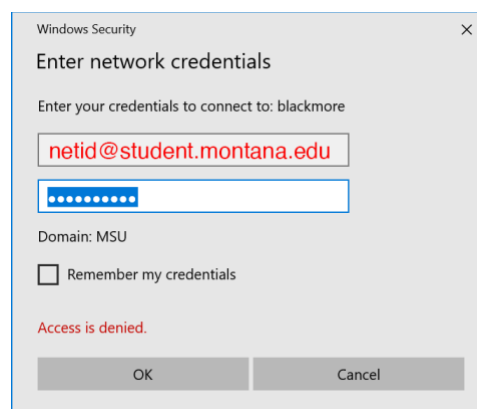 Windows Security
Enter network credentials
Enter your credentials to connect to: blackmore
netid@student.montana.edu
Domain: MSU
Remember my credentials
Access is denied.
OK Cancel